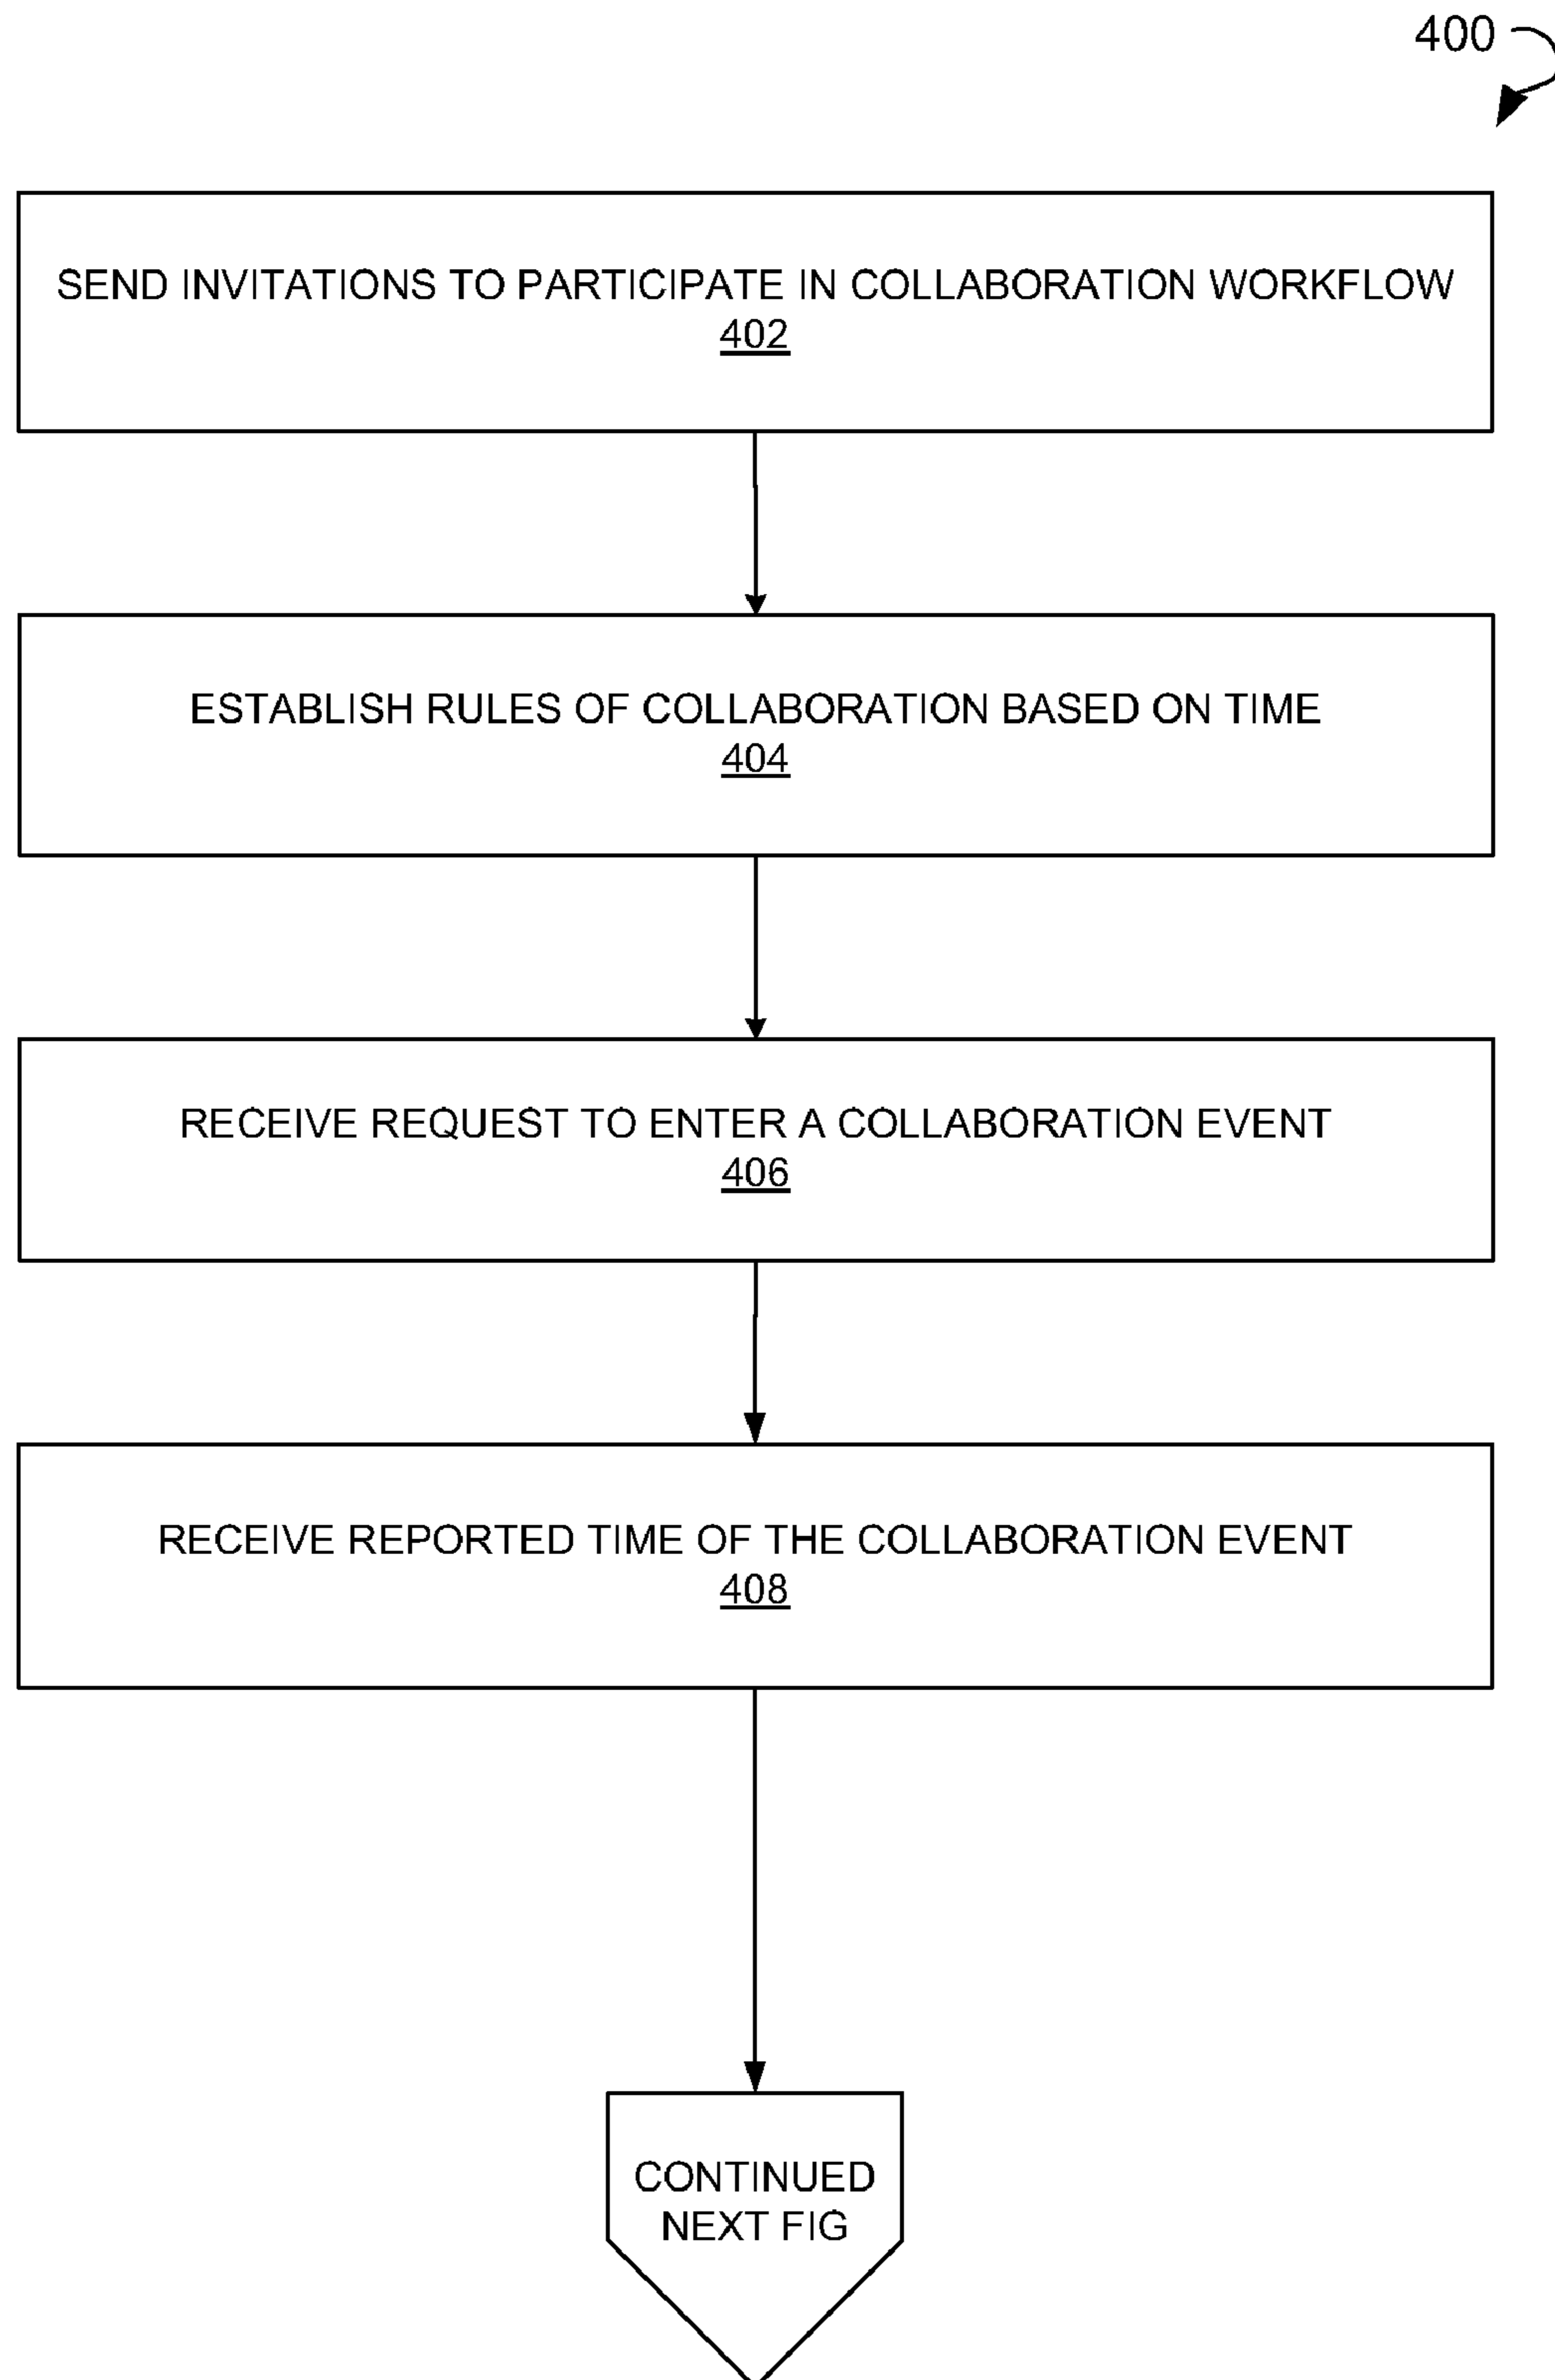 400
SEND INVITATIONS TO PARTICIPATE IN COLLABORATION WORKFLOW
402
ESTABLISH RULES OF COLLABORATION BASED ON TIME
404
RECEIVE REQUEST TO ENTER A COLLABORATION EVENT
406
RECEIVE REPORTED TIME OF THE COLLABORATION EVENT
408
CONTINUED
NEXT FIG